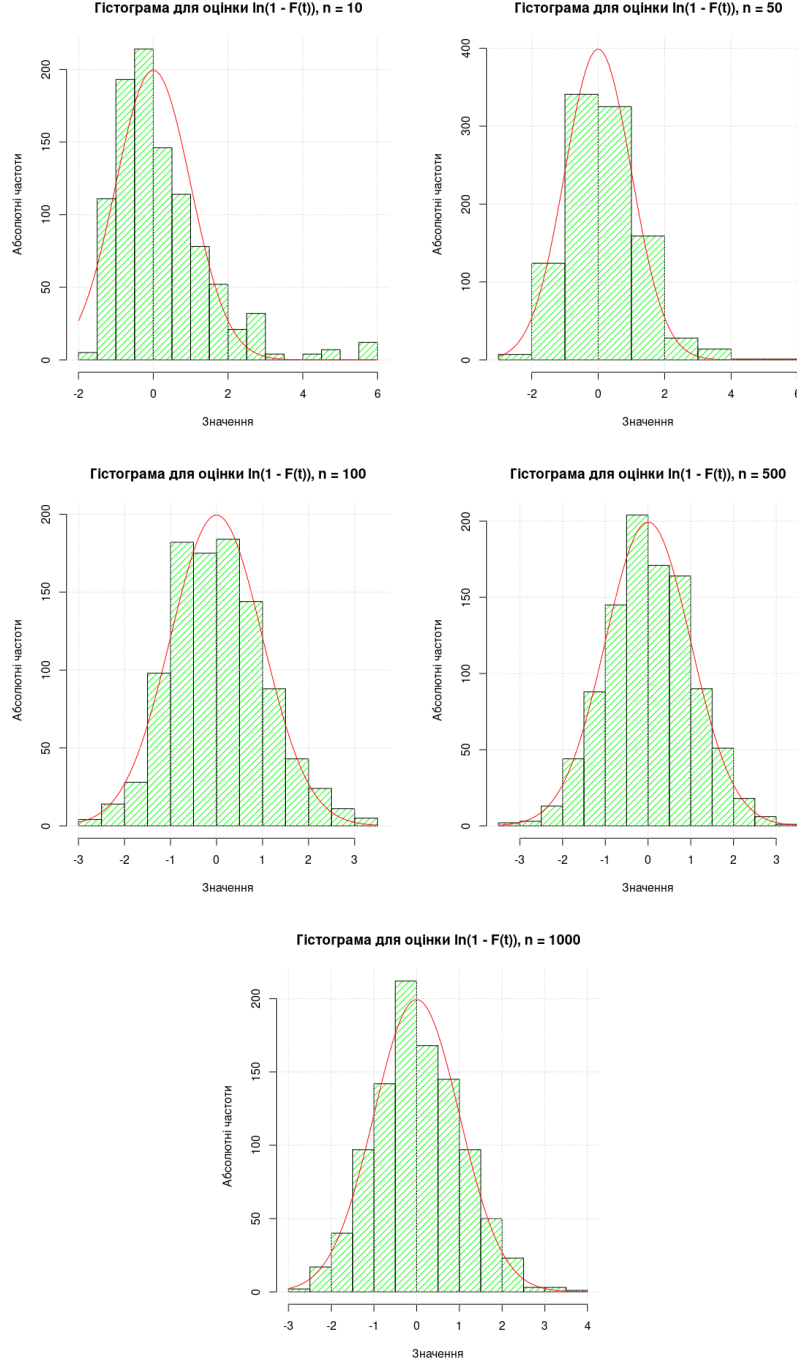 Гістограма для оцінки ln(1 - F(t)), n = 10
Абсолютні частоти
0 50 100 150 200
-2 0 2 4 6
Значення
Гістограма для оцінки ln(1 - F(t)), n = 50
Абсолютні частоти
0 100 200 300 400
-2 0 2 4 6
Значення
Гістограма для оцінки ln(1 - F(t)), n = 100
Абсолютні частоти
0 50 100 150 200
-3 -2 -1 0 1 2 3
Значення
Гістограма для оцінки ln(1 - F(t)), n = 500
Абсолютні частоти
0 50 100 150 200
-3 -2 -1 0 1 2 3
Значення
Гістограма для оцінки ln(1 - F(t)), n = 1000
Абсолютні частоти
0 50 100 150 200
-3 -2 -1 0 1 2 3 4
Значення